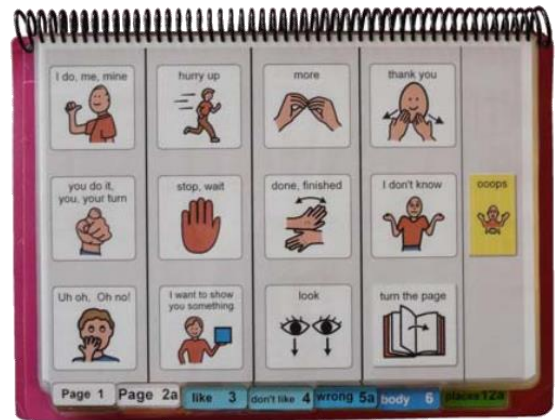 I do, me, mine
hurry up
more
thank you
you do it,
you, your turn
stop, wait
done, finished
I don't know
ooops
Uh oh, Oh no!
I want to show
you something
look
turn the page
Page 1
Page 2a
like 3
don't like 4
wrong 5a
body 6
places 12a